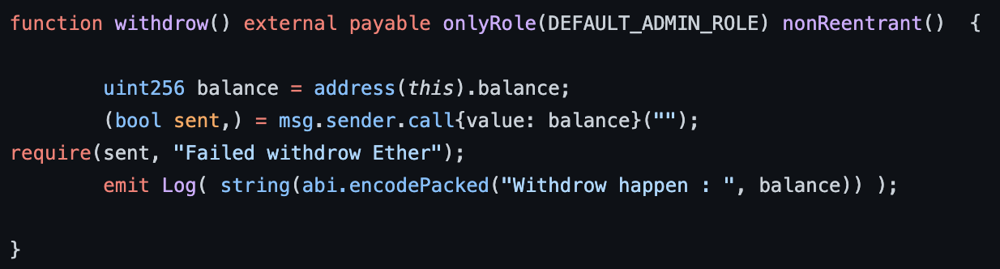 function withdrow() external payable onlyRole(DEFAULT_ADMIN_ROLE) nonReentrant()  {
        uint256 balance = address(this).balance;
        (bool sent,) = msg.sender.call{value: balance}("");
require(sent, "Failed withdrow Ether");
        emit Log( string(abi.encodePacked("Withdrow happen : ", balance)) );
}